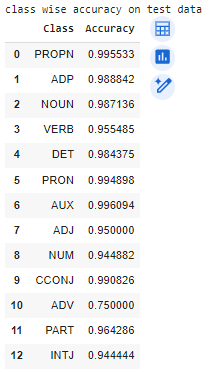 class wise accuracy on test data
Class Accuracy
0 PROPN 0.995533
1 ADP 0.988842
2 NOUN 0.987136
3 VERB 0.955485
4 DET 0.984375
5 PRON 0.994898
6 AUX 0.996094
7 ADJ 0.950000
8 NUM 0.944882
9 CCONJ 0.990826
10 ADV 0.750000
11 PART 0.964286
12 INTJ 0.944444